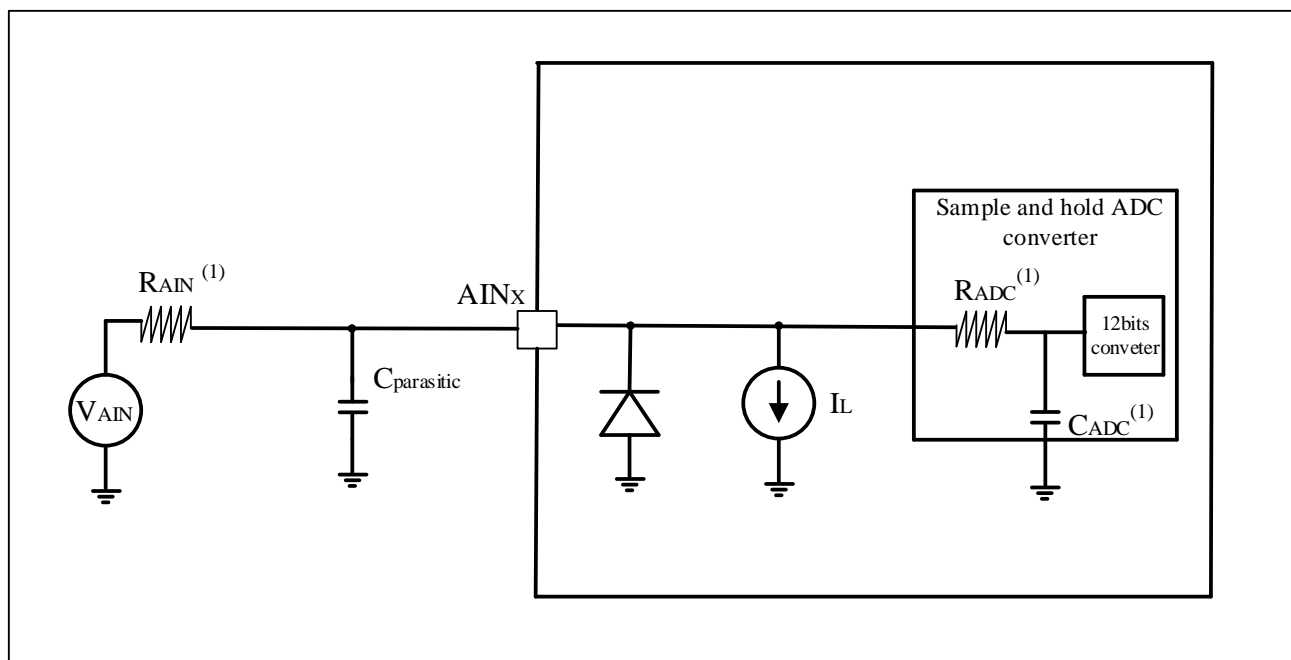 Sample and hold ADC
converter
RAIN (1)
AINX
RADC(1)
12bits
conveter
Cparasitic
VAIN
IL
CADC(1)